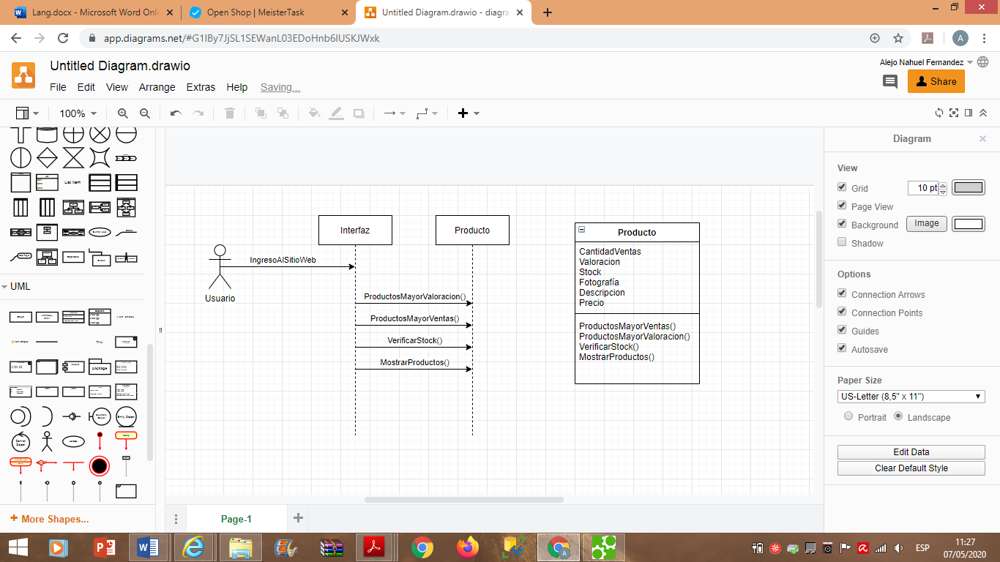 Lang.docx - Microsoft Word Onli
Open Shop | MeisterTask
Untitled Diagram.drawio - diagra
app.diagrams.net/#G1IBy7JjSL1SEWanL03EDoHnb6IUSKJWxk
A
Untitled Diagram.drawio
Alejo Nahuel Fernandez
File Edit View Arrange Extras Help Saving...
Share
100%
Diagram
List Item
UML
package
More Shapes...
Page-1
Interfaz
Producto
IngresoAlSitioWeb
Usuario
ProductosMayorValoracion()
ProductosMayorVentas()
VerificarStock()
MostrarProductos()
Producto
CantidadVentas
Valoracion
Stock
Fotografía
Descripcion
Precio
ProductosMayorVentas()
ProductosMayorValoracion()
VerificarStock()
MostrarProductos()
View
Grid 10 pt
Page View
Background Image
Shadow
Options
Connection Arrows
Connection Points
Guides
Autosave
Paper Size
US-Letter (8,5" x 11")
Portrait Landscape
Edit Data
Clear Default Style
ESP
11:27
07/05/2020